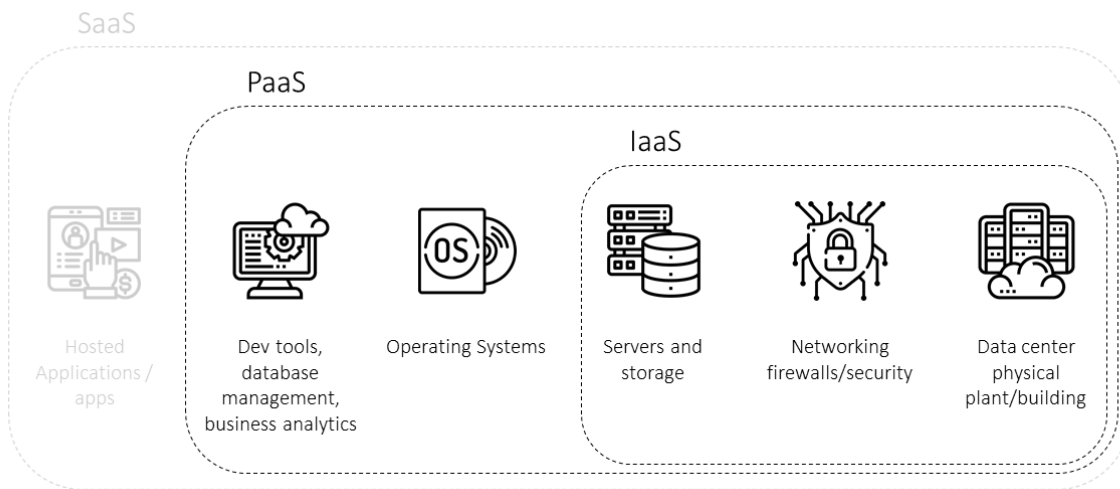 SaaS
PaaS
IaaS
OS
$
Hosted
Applications /
apps
Dev tools,
database
management,
business analytics
Operating Systems
Servers and
storage
Networking
firewalls/security
Data center
physical
plant/building